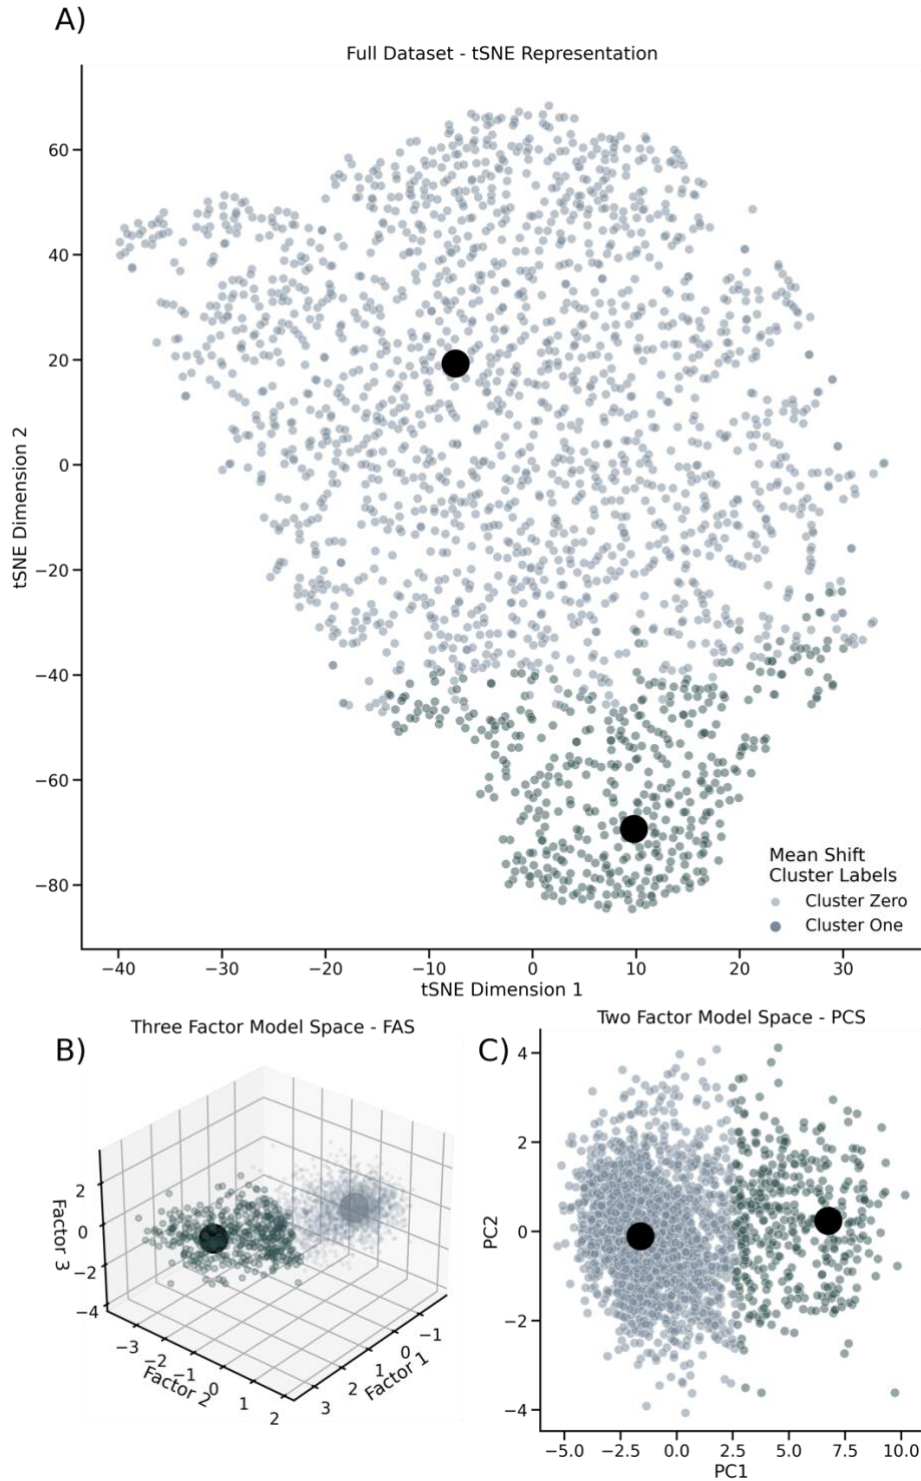 A)
Full Dataset - tSNE Representation
60
40
20
0
−20
−40
−60
−80
tSNE Dimension 2
Mean Shift
Cluster Labels
Cluster Zero
Cluster One
−40 −30 −20 −10 0 10 20 30
tSNE Dimension 1
B)
Three Factor Model Space - FAS
2
0
−2
−4
Factor 3
−3 −2 −1 0 1 2
Factor 2
3 2 1 0 −1
Factor 1
C)
Two Factor Model Space - PCS
4
2
0
−2
−4
PC2
−5.0 −2.5 0.0 2.5 5.0 7.5 10.0
PC1